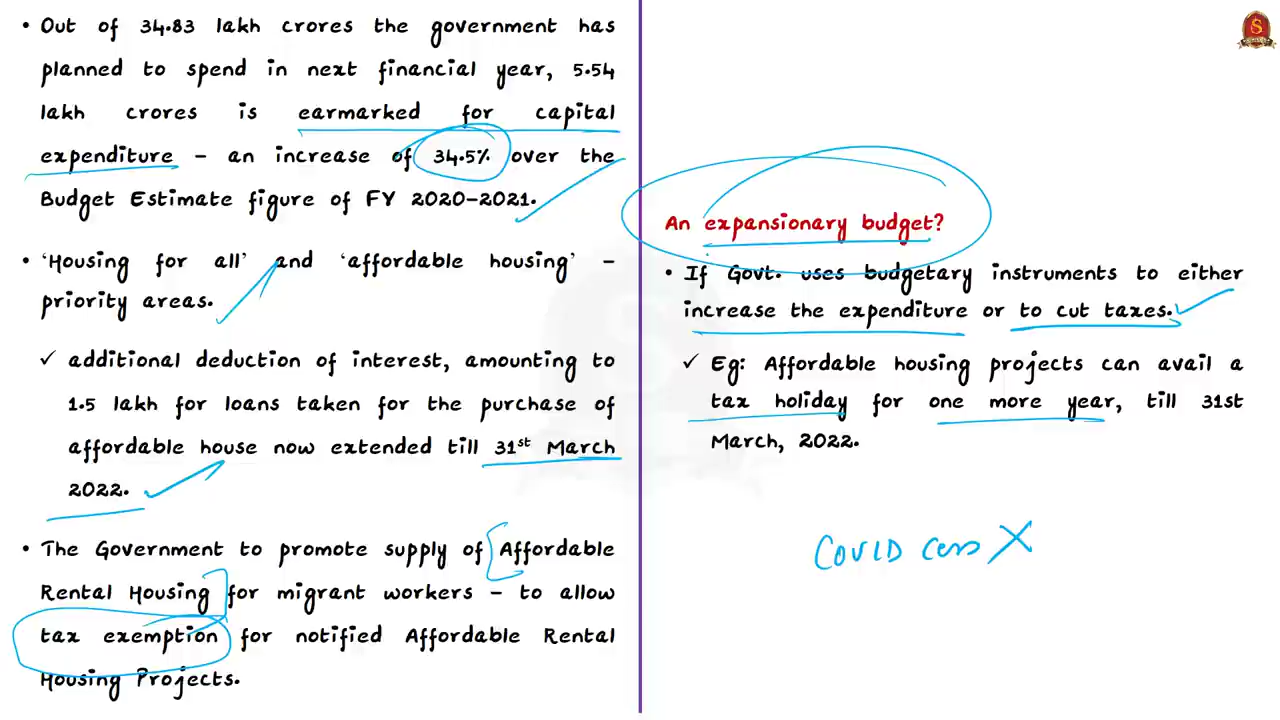 • Out of 34.83 lakh crores the government has
planned to spend in next financial year, 5.54
lakh crores is earmarked for capital
expenditure – an increase of 34.5% over the
Budget Estimate figure of FY 2020-2021.
• 'Housing for all' and 'affordable housing' –
priority areas.
✓ additional deduction of interest, amounting to
1.5 lakh for loans taken for the purchase of
affordable house now extended till 31st March
2022.
• The Government to promote supply of Affordable
Rental Housing for migrant workers – to allow
tax exemption for notified Affordable Rental
Housing Projects.
An expansionary budget?
• If Govt. uses budgetary instruments to either
increase the expenditure or to cut taxes.
✓ Eg: Affordable housing projects can avail a
tax holiday for one more year, till 31st
March, 2022.
COVID Cess X